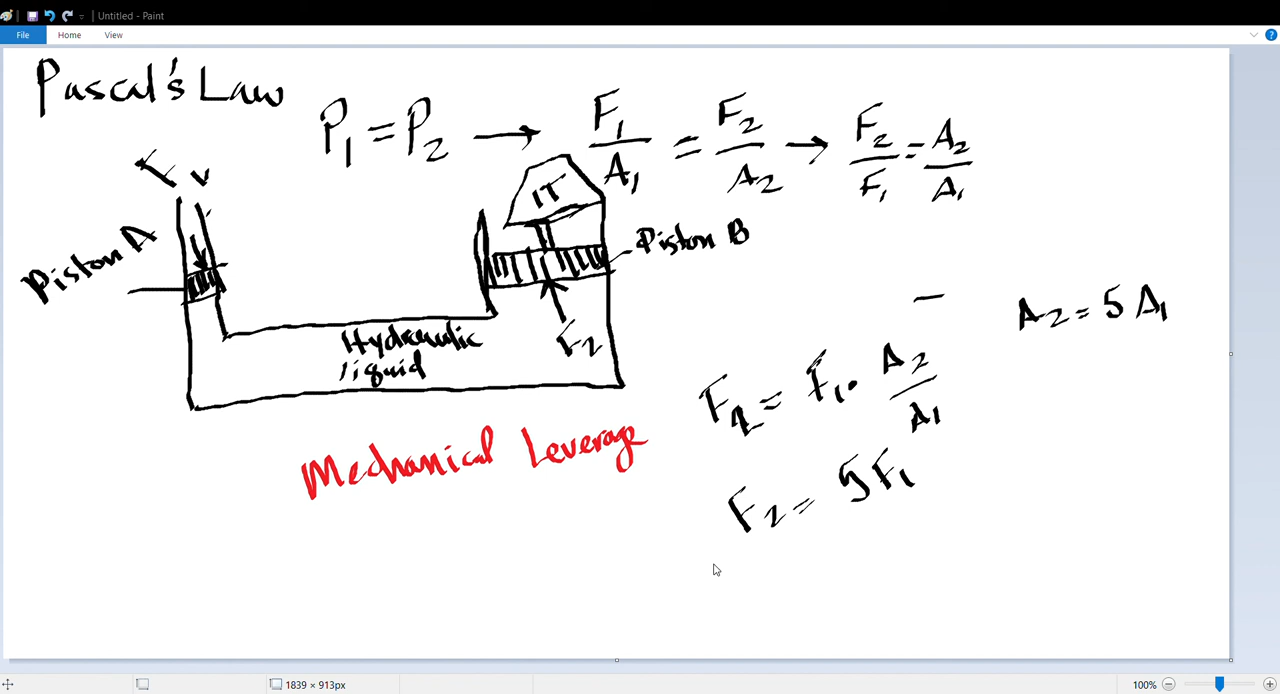 Untitled - Paint
File Home View
Pascal's Law
P1 = P2 → F1/A1 = F2/A2 → F2/F1 = A2/A1
F
1T
Piston A
Piston B
A2 = 5 A1
Hydraulic
liquid
F2
F2 = F1 . A2/A1
Mechanical Leverage
F2 = 5F1
1839 × 913px 100%